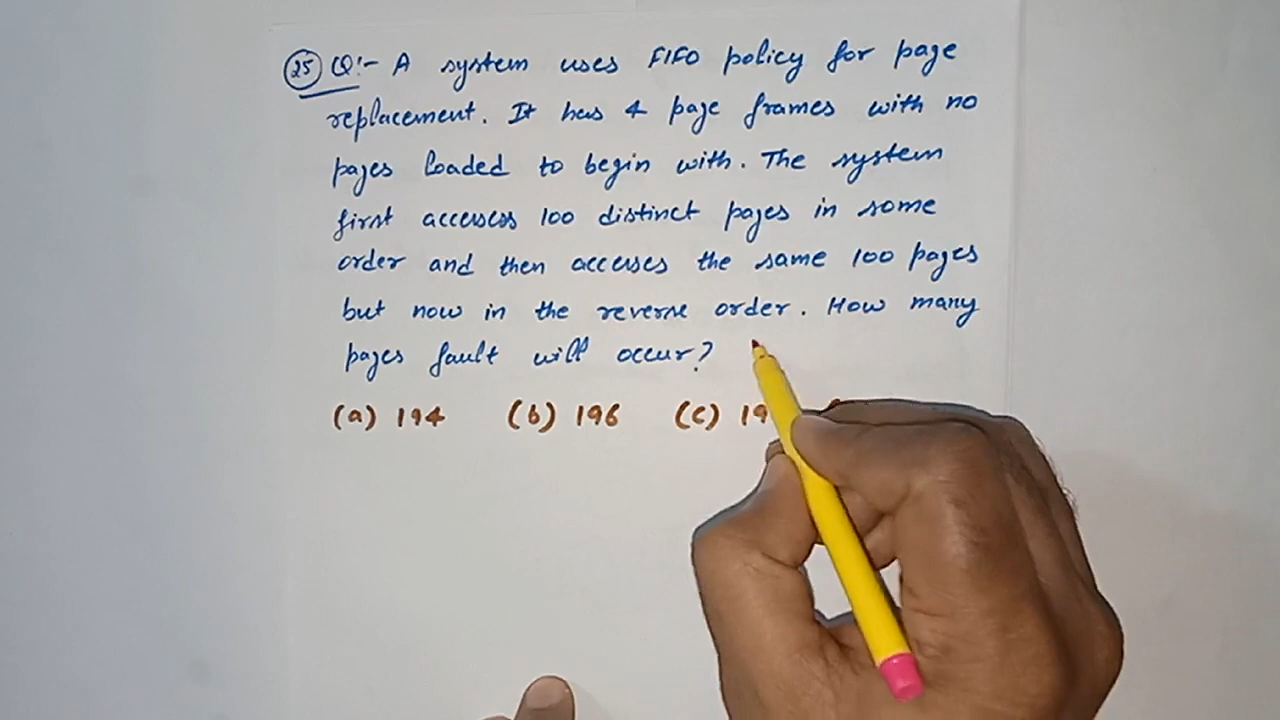 25 Q:- A system uses FIFO policy for page
replacement. It has 4 page frames with no
pages loaded to begin with. The system
first accesess 100 distinct pages in some
order and then accesses the same 100 pages
but now in the reverse order. How many
pages fault will occur?
(a) 194 (b) 196 (c)